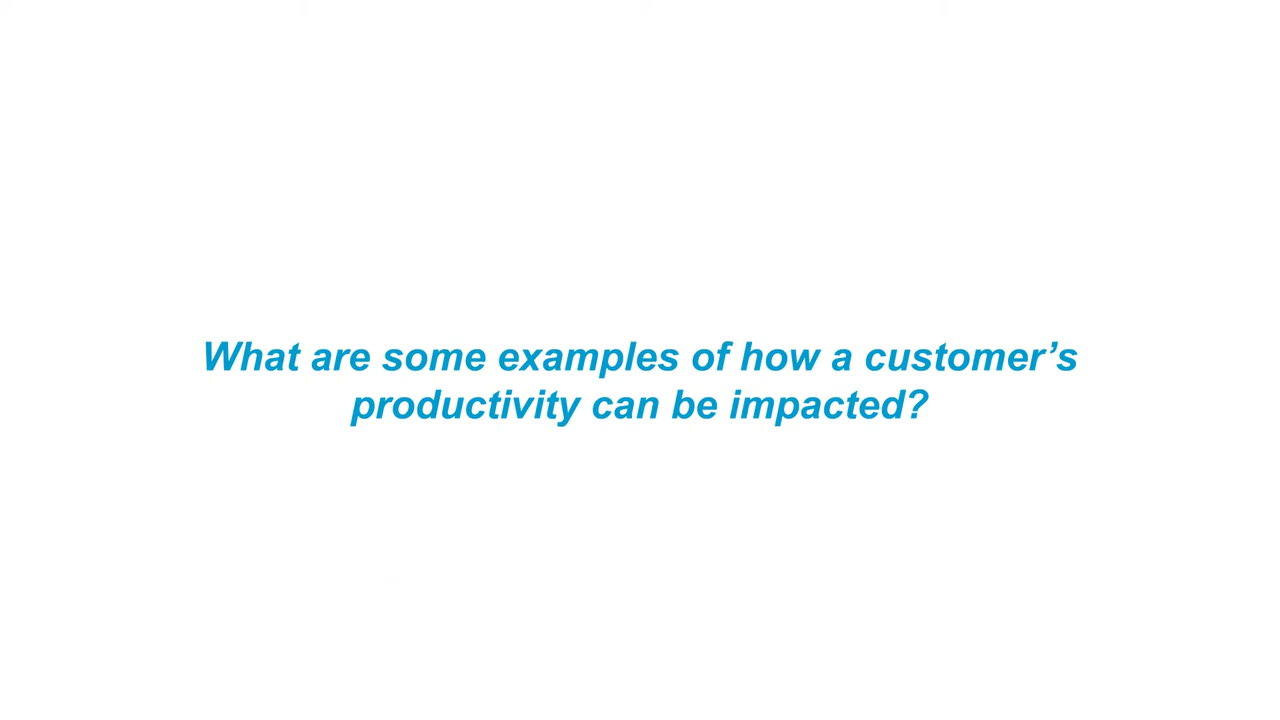 What are some examples of how a customer’s
productivity can be impacted?